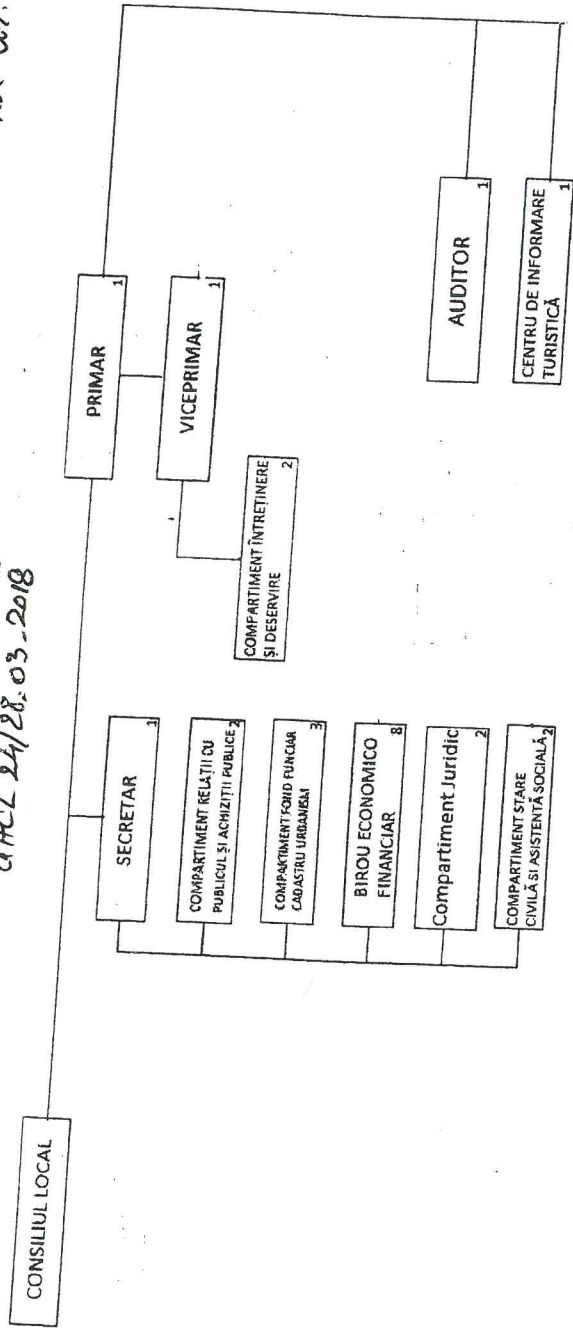 HCL 24/28.03.2018
CONSILIUL LOCAL
PRIMAR
1
VICEPRIMAR
1
COMPARTIMENT ÎNTREȚINERE
ȘI DESERVIRE
2
SECRETAR
1
COMPARTIMENT RELAȚII CU
PUBLICUL ȘI ACHIZIȚII PUBLICE 2
COMPARTIMENT FOND FUNCIAR
CADASTRU URBANISM
3
BIROU ECONOMICO
FINANCIAR
8
Compartiment Juridic
2
COMPARTIMENT STARE
CIVILĂ SI ASISTENTĂ SOCIALĂ 2
AUDITOR
1
CENTRU DE INFORMARE
TURISTICĂ
1